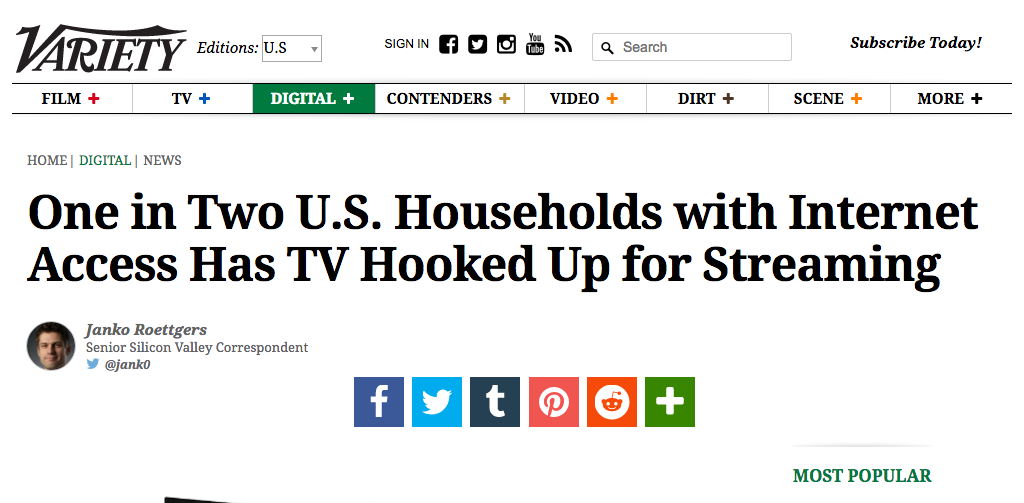 VARIETY
Editions: U.S
SIGN IN
You
Tube
Search
Subscribe Today!
FILM +
TV +
DIGITAL +
CONTENDERS +
VIDEO +
DIRT +
SCENE +
MORE +
HOME | DIGITAL | NEWS
One in Two U.S. Households with Internet
Access Has TV Hooked Up for Streaming
Janko Roettgers
Senior Silicon Valley Correspondent
@jank0
MOST POPULAR